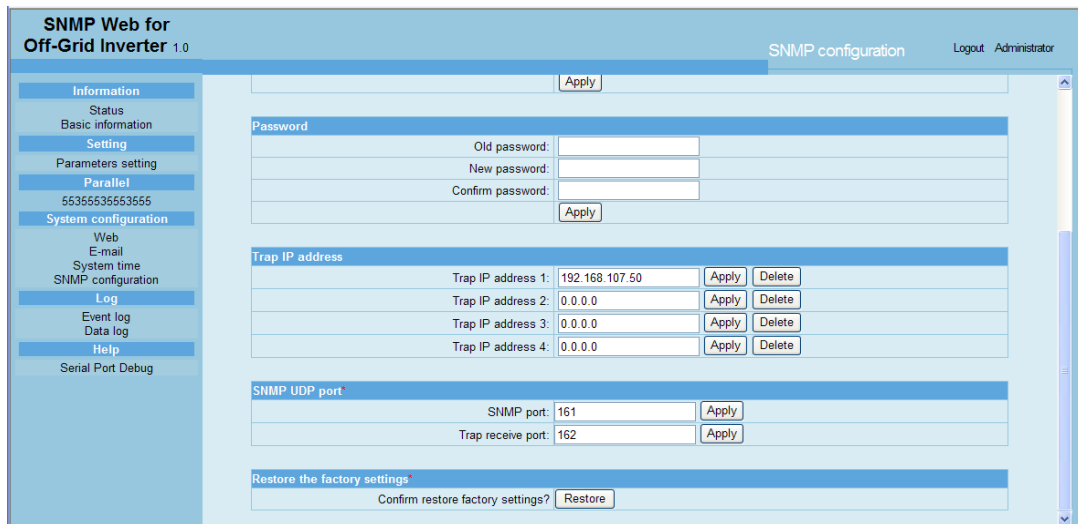 SNMP Web for
Off-Grid Inverter 1.0
SNMP configuration
Logout Administrator
Information
Status
Basic information
Setting
Parameters setting
Parallel
55355535553555
System configuration
Web
E-mail
System time
SNMP configuration
Log
Event log
Data log
Help
Serial Port Debug
Apply
Password
Old password:
New password:
Confirm password:
Apply
Trap IP address
Trap IP address 1: 192.168.107.50 Apply Delete
Trap IP address 2: 0.0.0.0 Apply Delete
Trap IP address 3: 0.0.0.0 Apply Delete
Trap IP address 4: 0.0.0.0 Apply Delete
SNMP UDP port*
SNMP port: 161 Apply
Trap receive port: 162 Apply
Restore the factory settings*
Confirm restore factory settings? Restore